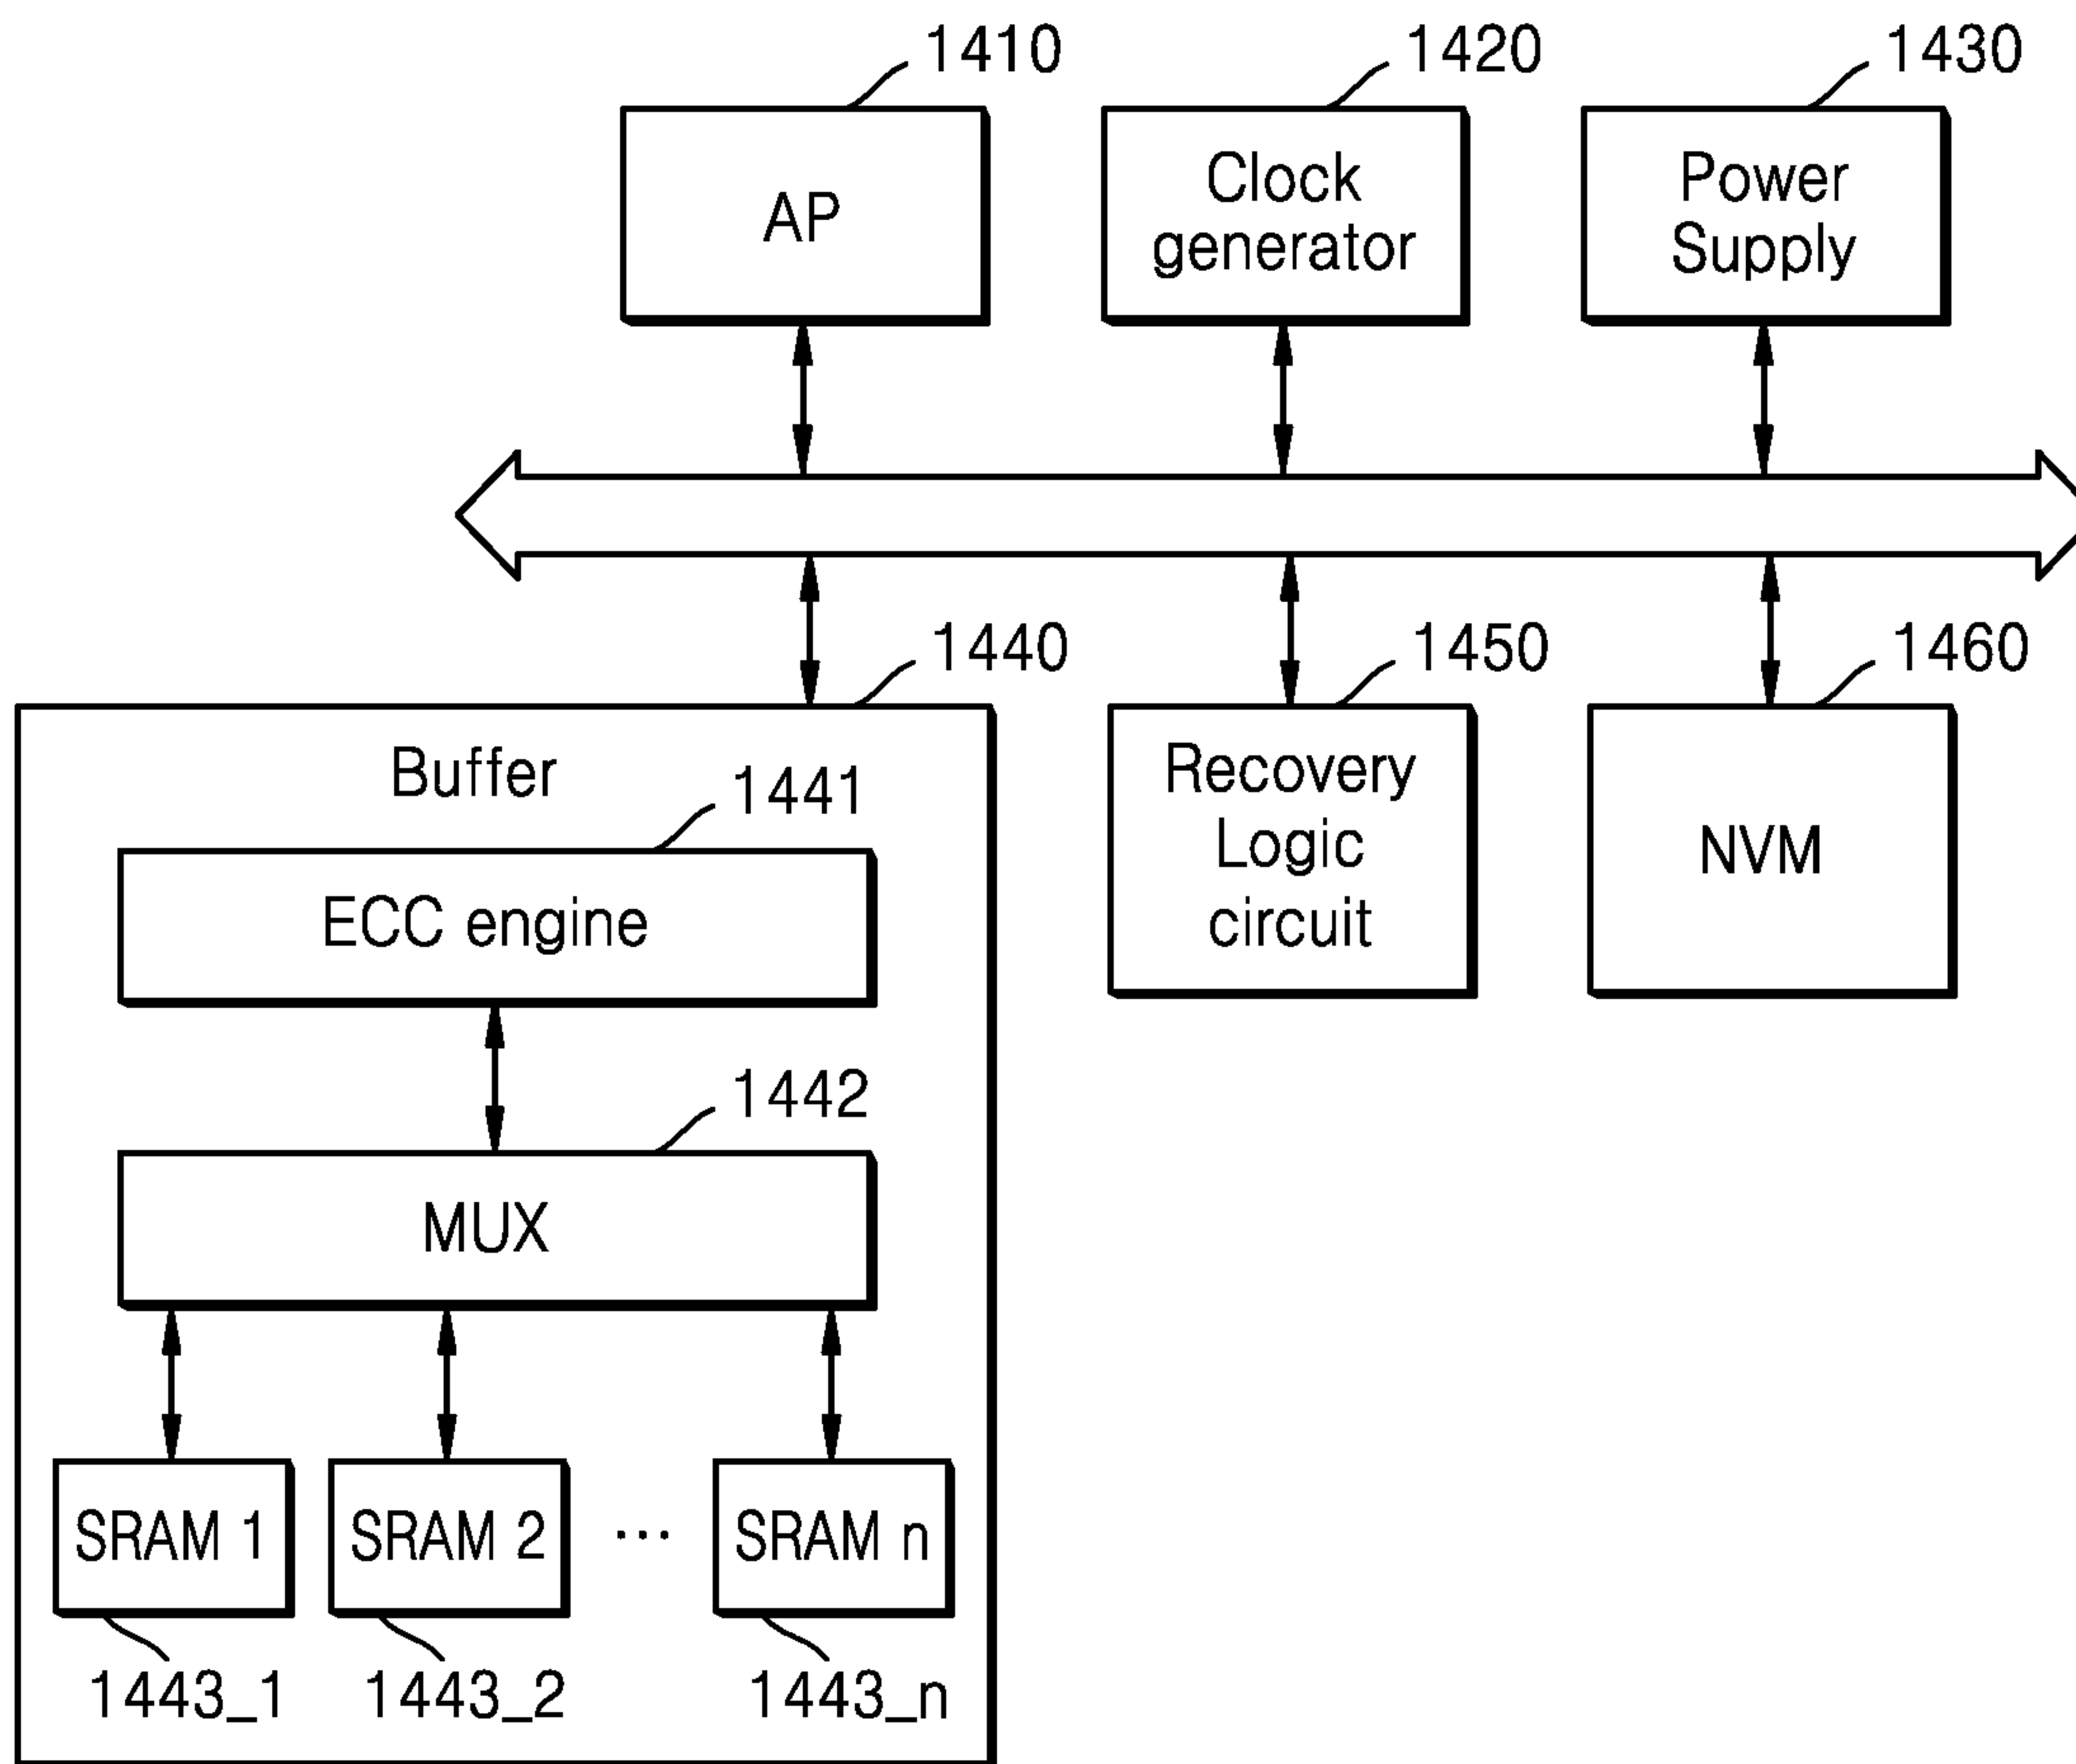 1410
1420
1430
AP
Clock
generator
Power
Supply
1440
1450
1460
Buffer
1441
ECC engine
1442
MUX
SRAM 1
SRAM 2
...
SRAM n
1443_1
1443_2
1443_n
Recovery
Logic
circuit
NVM